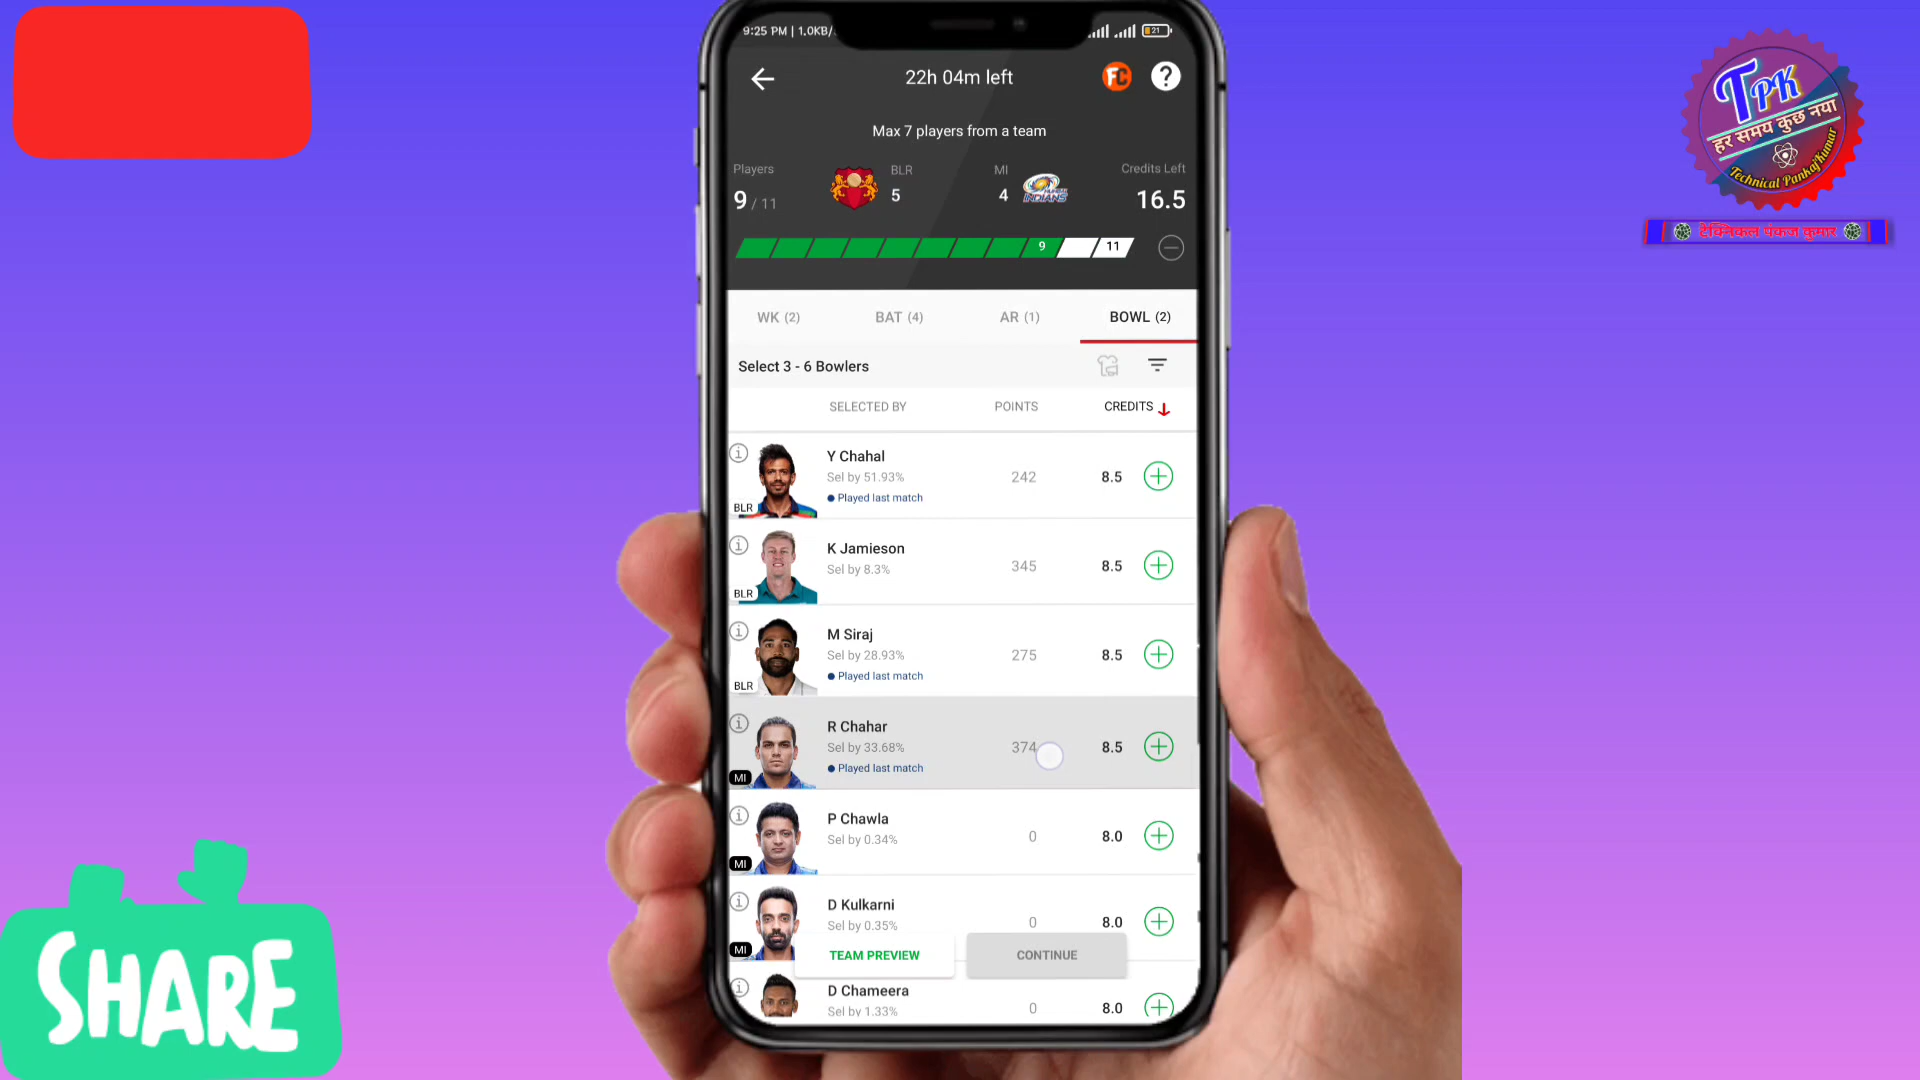 9:25 PM | 1.0KB/
21
22h 04m left
FC
?
Max 7 players from a team
Players
BLR
MI
Credits Left
9 / 11
5
4
INDIANS
16.5
9
11
WK (2)
BAT (4)
AR (1)
BOWL (2)
Select 3 - 6 Bowlers
SELECTED BY
POINTS
CREDITS
Y Chahal
Sel by 51.93%
Played last match
BLR
242
8.5
K Jamieson
Sel by 8.3%
BLR
345
8.5
M Siraj
Sel by 28.93%
Played last match
BLR
275
8.5
R Chahar
Sel by 33.68%
Played last match
MI
374
8.5
P Chawla
Sel by 0.34%
MI
0
8.0
D Kulkarni
Sel by 0.35%
MI
0
8.0
TEAM PREVIEW
CONTINUE
D Chameera
Sel by 1.33%
0
8.0
TPK
हर समय कुछ नया
Technical PankajKumar
टेक्निकल पंकज कुमार
SHARE